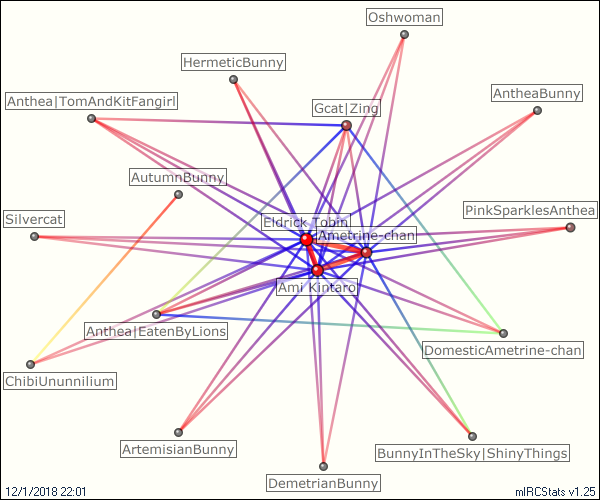 Oshwoman
HermeticBunny
Anthea|TomAndKitFangirl
Gcat|Zing
AntheaBunny
AutumnBunny
Silvercat
Eldrick Tobin
Ametrine-chan
PinkSparklesAnthea
Ami Kintaro
Anthea|EatenByLions
DomesticAmetrine-chan
ChibiUnunnilium
ArtemisianBunny
BunnyInTheSky|ShinyThings
DemetrianBunny
12/1/2018 22:01
mIRCStats v1.25